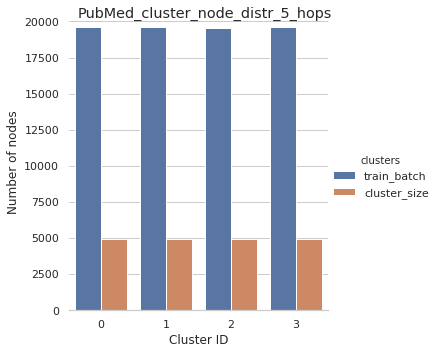 PubMed_cluster_node_distr_5_hops
20000
17500
15000
12500
10000
7500
5000
2500
0
Number of nodes
0 1 2 3
Cluster ID
clusters
train_batch
cluster_size